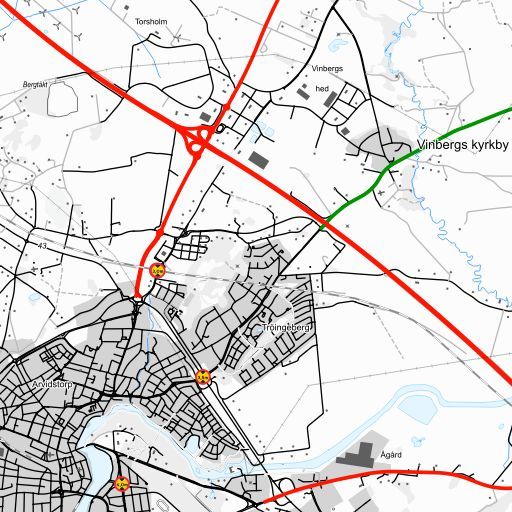 Torsholm
Vinbergs
hed
Bergtäkt
Vinbergs kyrkby
43
Tröingeberg
Arvidstorp
Ågård